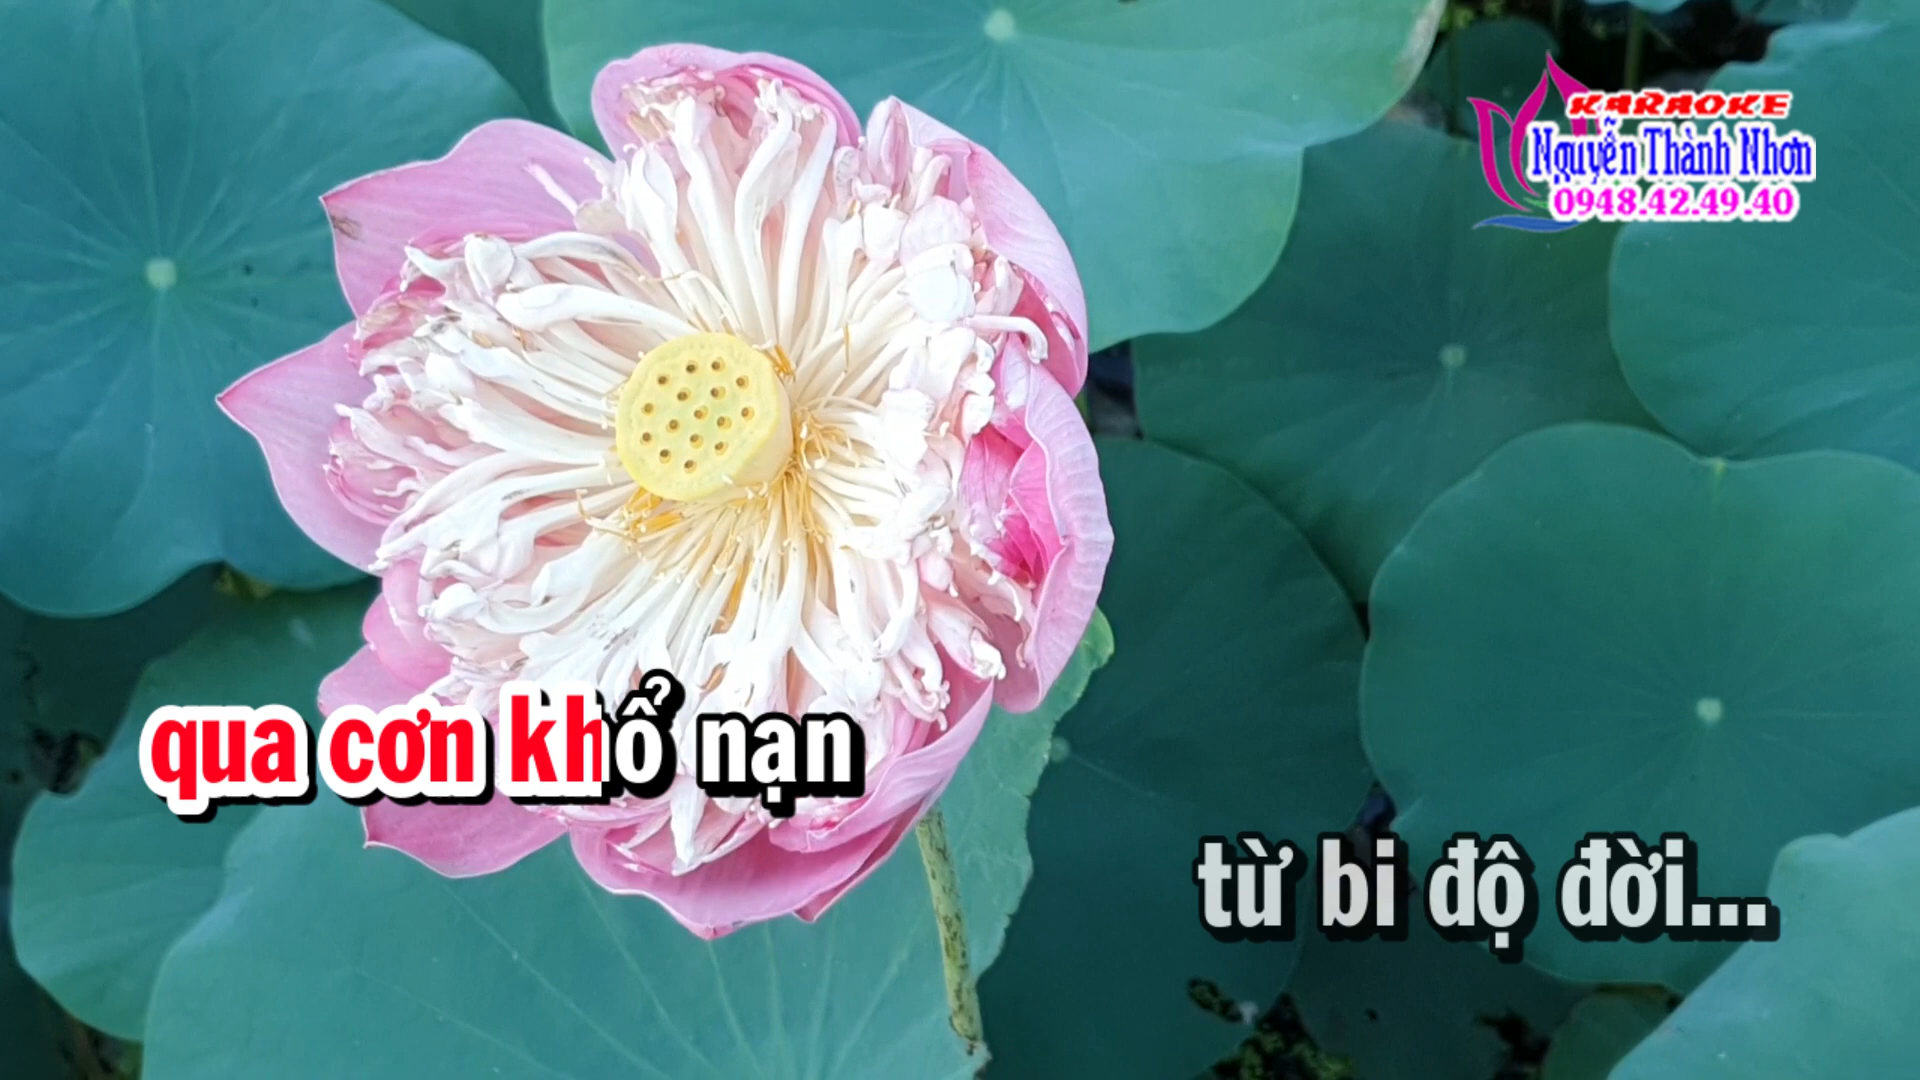 KARAOKE
Nguyễn Thành Nhơn
0948.42.49.40
qua cơn khổ nạn
từ bi độ đời...